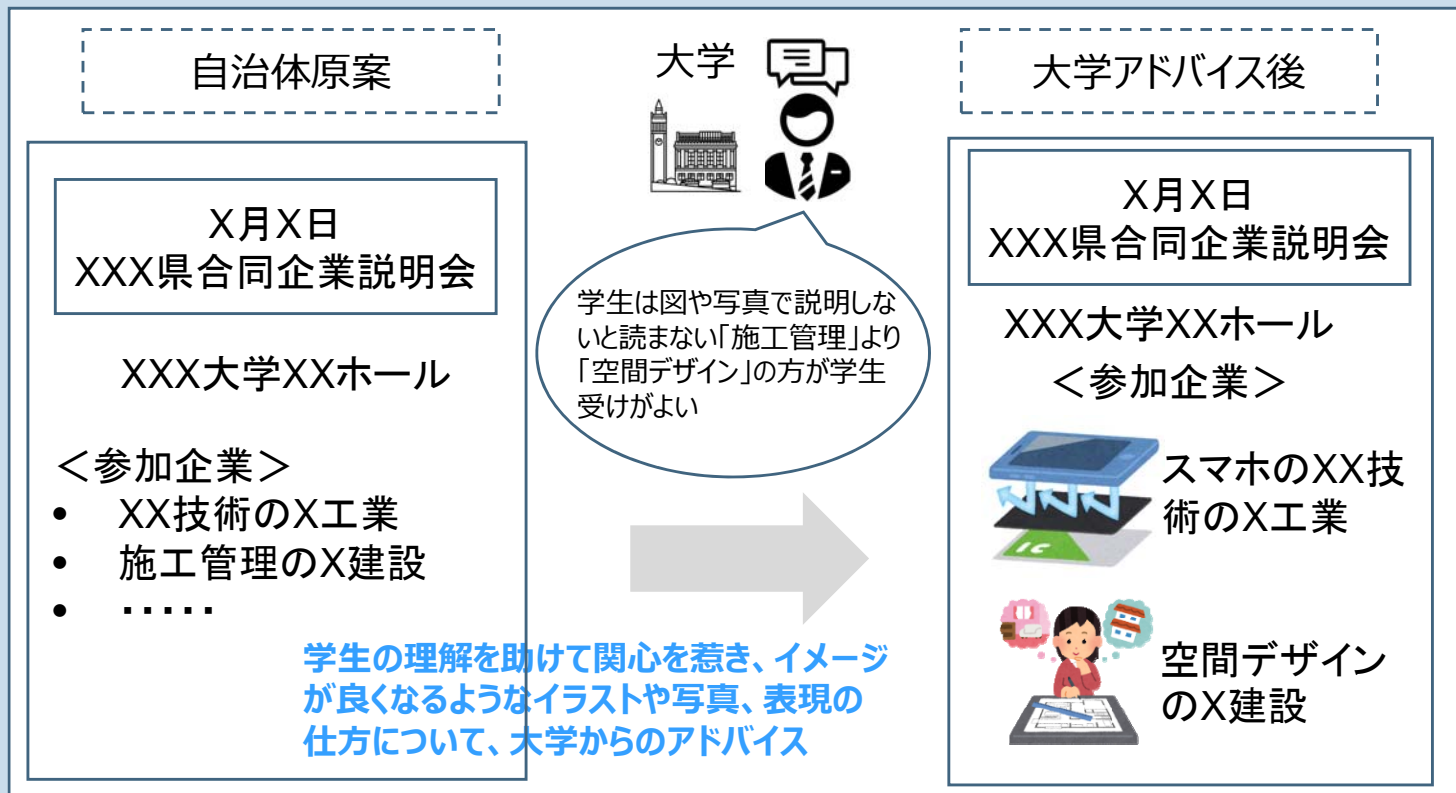 自治体原案
X月X日
XXX県合同企業説明会
XXX大学XXホール
＜参加企業＞
• XX技術のX工業
• 施工管理のX建設
• ・・・・・
大学
学生は図や写真で説明しな
いと読まない「施工管理」より
「空間デザイン」の方が学生
受けがよい
学生の理解を助けて関心を惹き、イメージ
が良くなるようなイラストや写真、表現の
仕方について、大学からのアドバイス
大学アドバイス後
X月X日
XXX県合同企業説明会
XXX大学XXホール
＜参加企業＞
スマホのXX技
術のX工業
IC
空間デザイン
のX建設